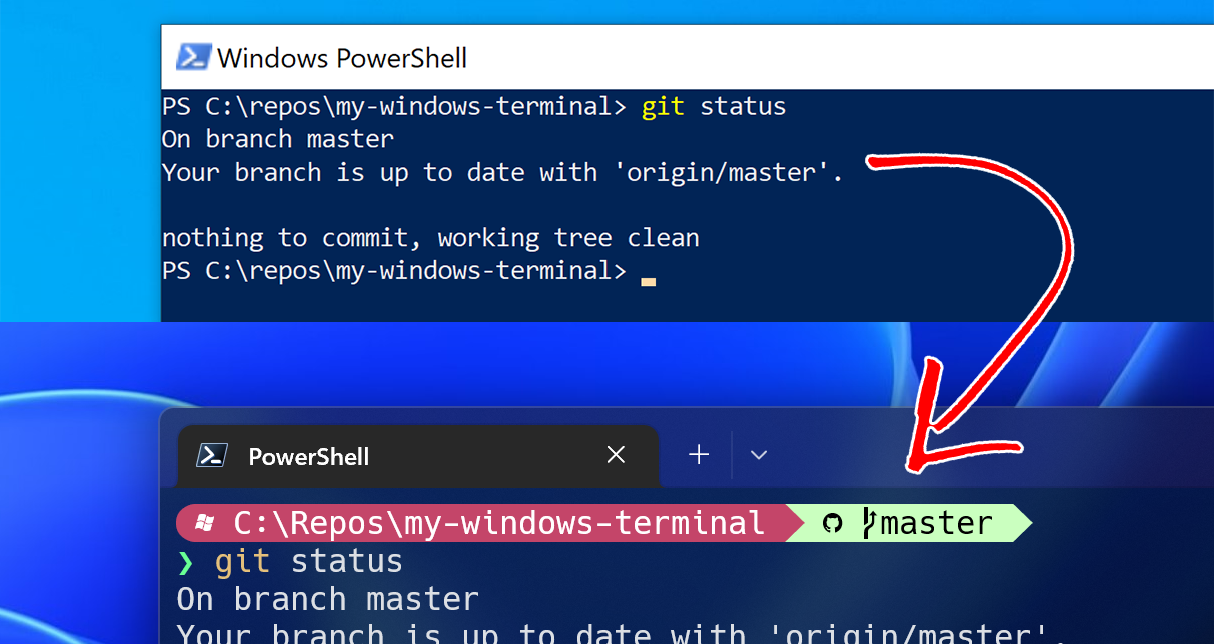 Windows PowerShell
PS C:\repos\my-windows-terminal> git status
On branch master
Your branch is up to date with 'origin/master'.
nothing to commit, working tree clean
PS C:\repos\my-windows-terminal>
PowerShell
C:\Repos\my-windows-terminal master
❯ git status
On branch master
Your branch is up to date with 'origin/master'.